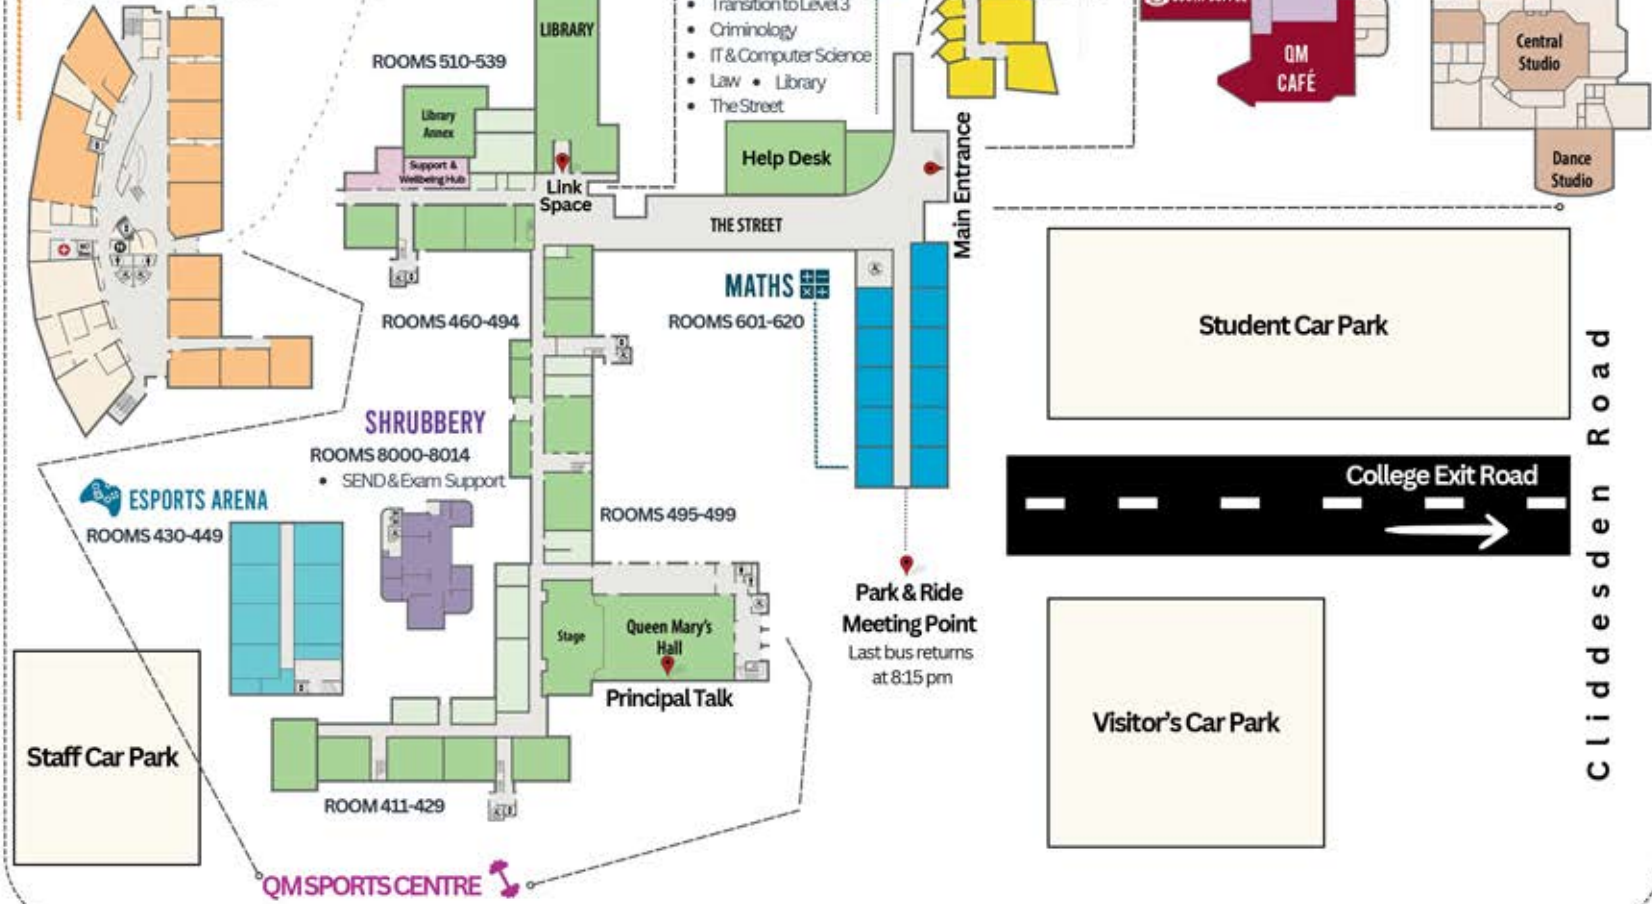 Transition to Level 3
Criminology
IT & Computer Science
Law • Library
The Street
LIBRARY
ROOMS 510-539
Library
Annex
Support &
Wellbeing Hub
Link
Space
Help Desk
THE STREET
Main Entrance
QM
CAFÉ
Central
Studio
Dance
Studio
MATHS
ROOMS 601-620
ROOMS 460-494
Student Car Park
SHRUBBERY
ROOMS 8000-8014
• SEND & Exam Support
ESPORTS ARENA
ROOMS 430-449
ROOMS 495-499
College Exit Road
Cliddesden Road
Park & Ride
Meeting Point
Last bus returns
at 8:15 pm
Stage
Queen Mary's
Hall
Principal Talk
Visitor's Car Park
Staff Car Park
ROOM 411-429
QM SPORTS CENTRE